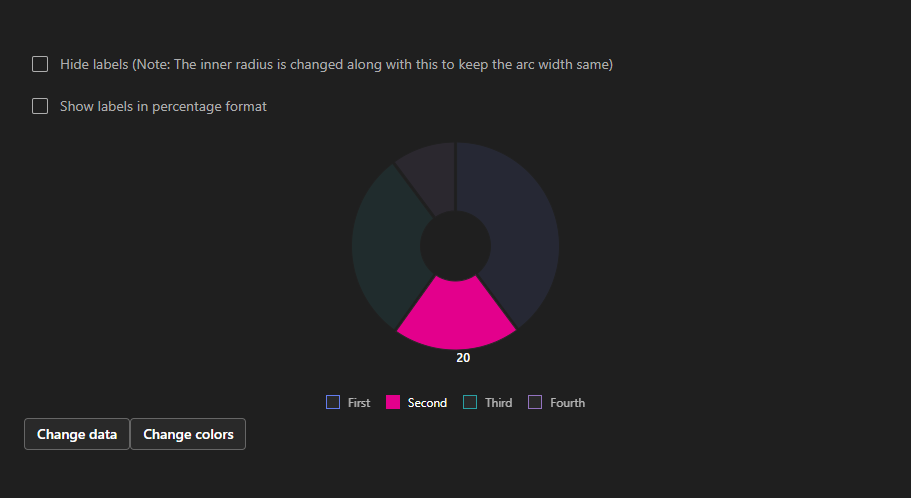 Hide labels (Note: The inner radius is changed along with this to keep the arc width same)
Show labels in percentage format
20
First Second Third Fourth
Change data Change colors